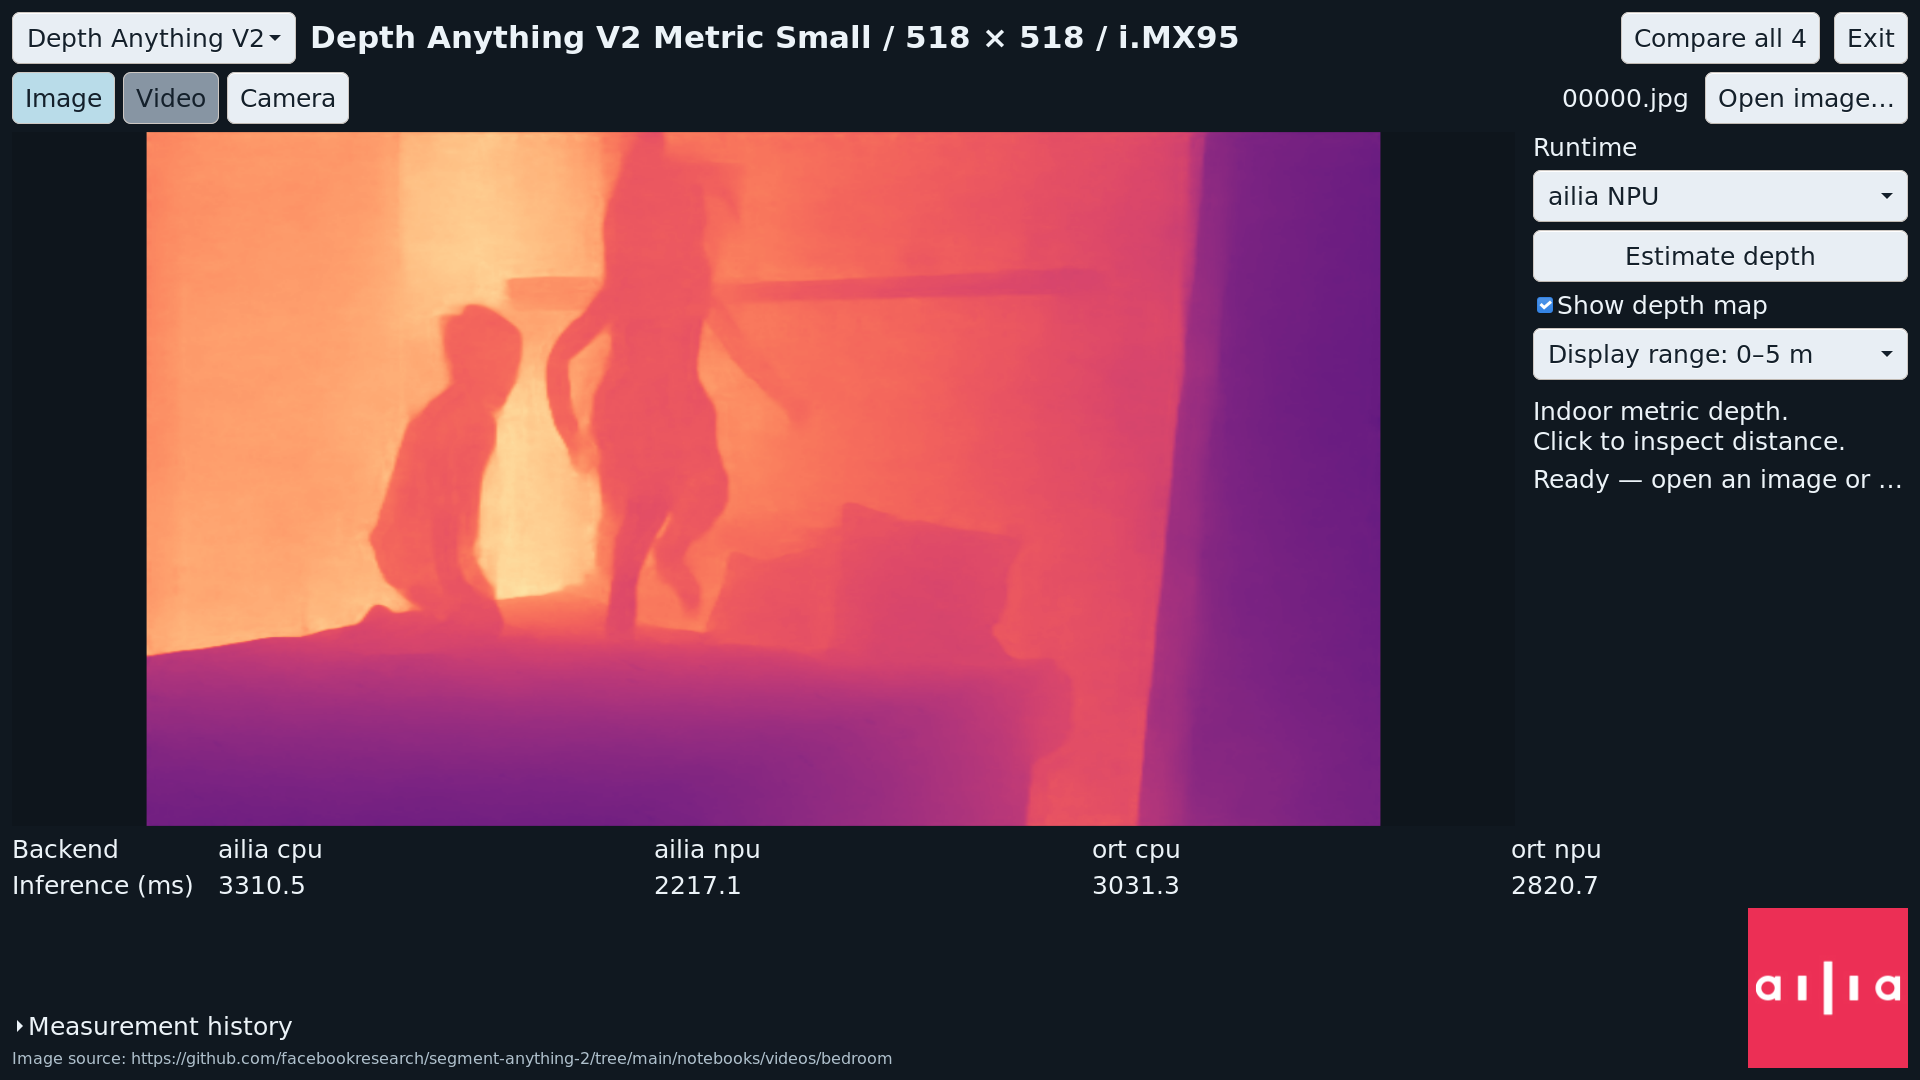 Depth Anything V2
Depth Anything V2 Metric Small / 518 × 518 / i.MX95
Compare all 4
Exit
Image
Video
Camera
00000.jpg
Open image...
Runtime
ailia NPU
Estimate depth
Show depth map
Display range: 0–5 m
Indoor metric depth.
Click to inspect distance.
Ready — open an image or …
Backend ailia cpu ailia npu ort cpu ort npu
Inference (ms) 3310.5 2217.1 3031.3 2820.7
ailia
Measurement history
Image source: https://github.com/facebookresearch/segment-anything-2/tree/main/notebooks/videos/bedroom